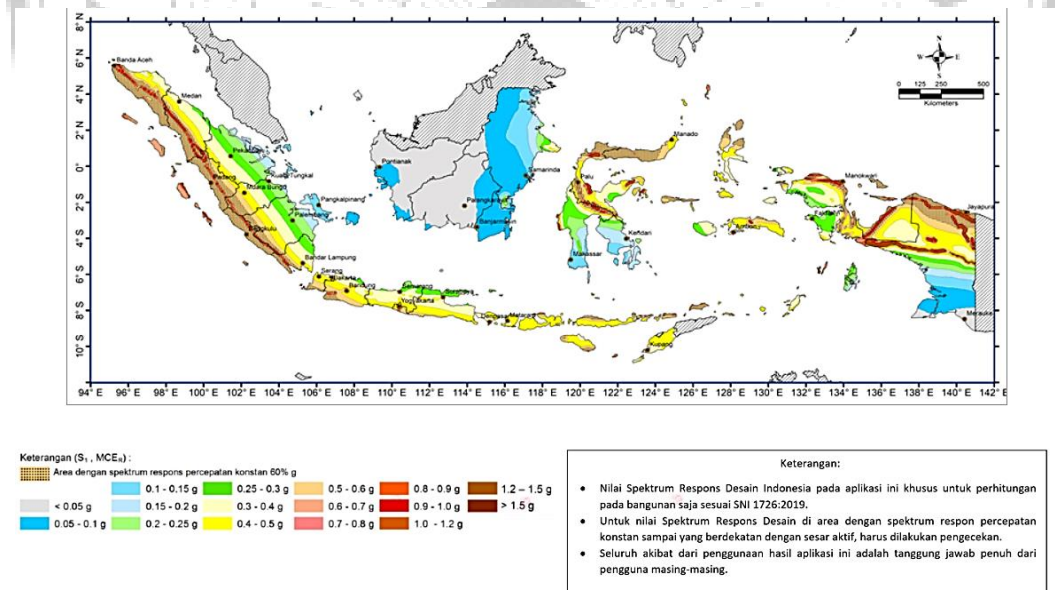 8° N
6° N
4° N
2° N
0°
2° S
4° S
6° S
8° S
10° S
N
W
E
S
0 125 250 500
Kilometers
Banda Aceh
Medan
Manado
Pontianak
Samarinda
Palu
Manokwari
Padang
Muara Bungo
Pangkalpinang
Jayapura
Palembang
Bengkulu
Kendari
Bandar Lampung
Makassar
Serang
Bandung
Semarang
Surabaya
Yogyakarta
Mataram
Merauke
Kupang
94° E 96° E 98° E 100° E 102° E 104° E 106° E 108° E 110° E 112° E 114° E 116° E 118° E 120° E 122° E 124° E 126° E 128° E 130° E 132° E 134° E 136° E 138° E 140° E 142° E
Keterangan (S₁ , MCEᵣ) :
Area dengan spektrum respons percepatan konstan 60% g
0.1 - 0.15 g 0.25 - 0.3 g 0.5 - 0.6 g 0.8 - 0.9 g 1.2 – 1.5 g
< 0.05 g 0.15 - 0.2 g 0.3 - 0.4 g 0.6 - 0.7 g 0.9 - 1.0 g > 1.5 g
0.05 - 0.1 g 0.2 - 0.25 g 0.4 - 0.5 g 0.7 - 0.8 g 1.0 - 1.2 g
Keterangan:
• Nilai Spektrum Respons Desain Indonesia pada aplikasi ini khusus untuk perhitungan
pada bangunan saja sesuai SNI 1726:2019.
• Untuk nilai Spektrum Respons Desain di area dengan spektrum respon percepatan
konstan sampai yang berdekatan dengan sesar aktif, harus dilakukan pengecekan.
• Seluruh akibat dari penggunaan hasil aplikasi ini adalah tanggung jawab penuh dari
pengguna masing-masing.